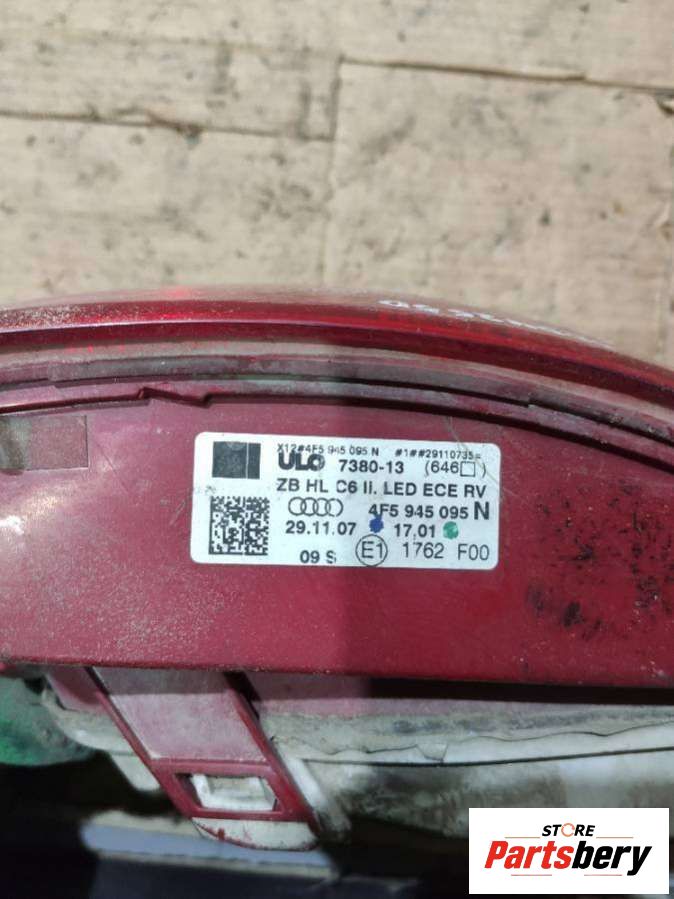 X12#4F5 945 095 N #1##29110735=
ULO 7380-13 (646□)
ZB HL C6 II. LED ECE RV
4F5 945 095 N
29.11.07 17,01
09 S E1 1762 F00
STORE
Partsbery